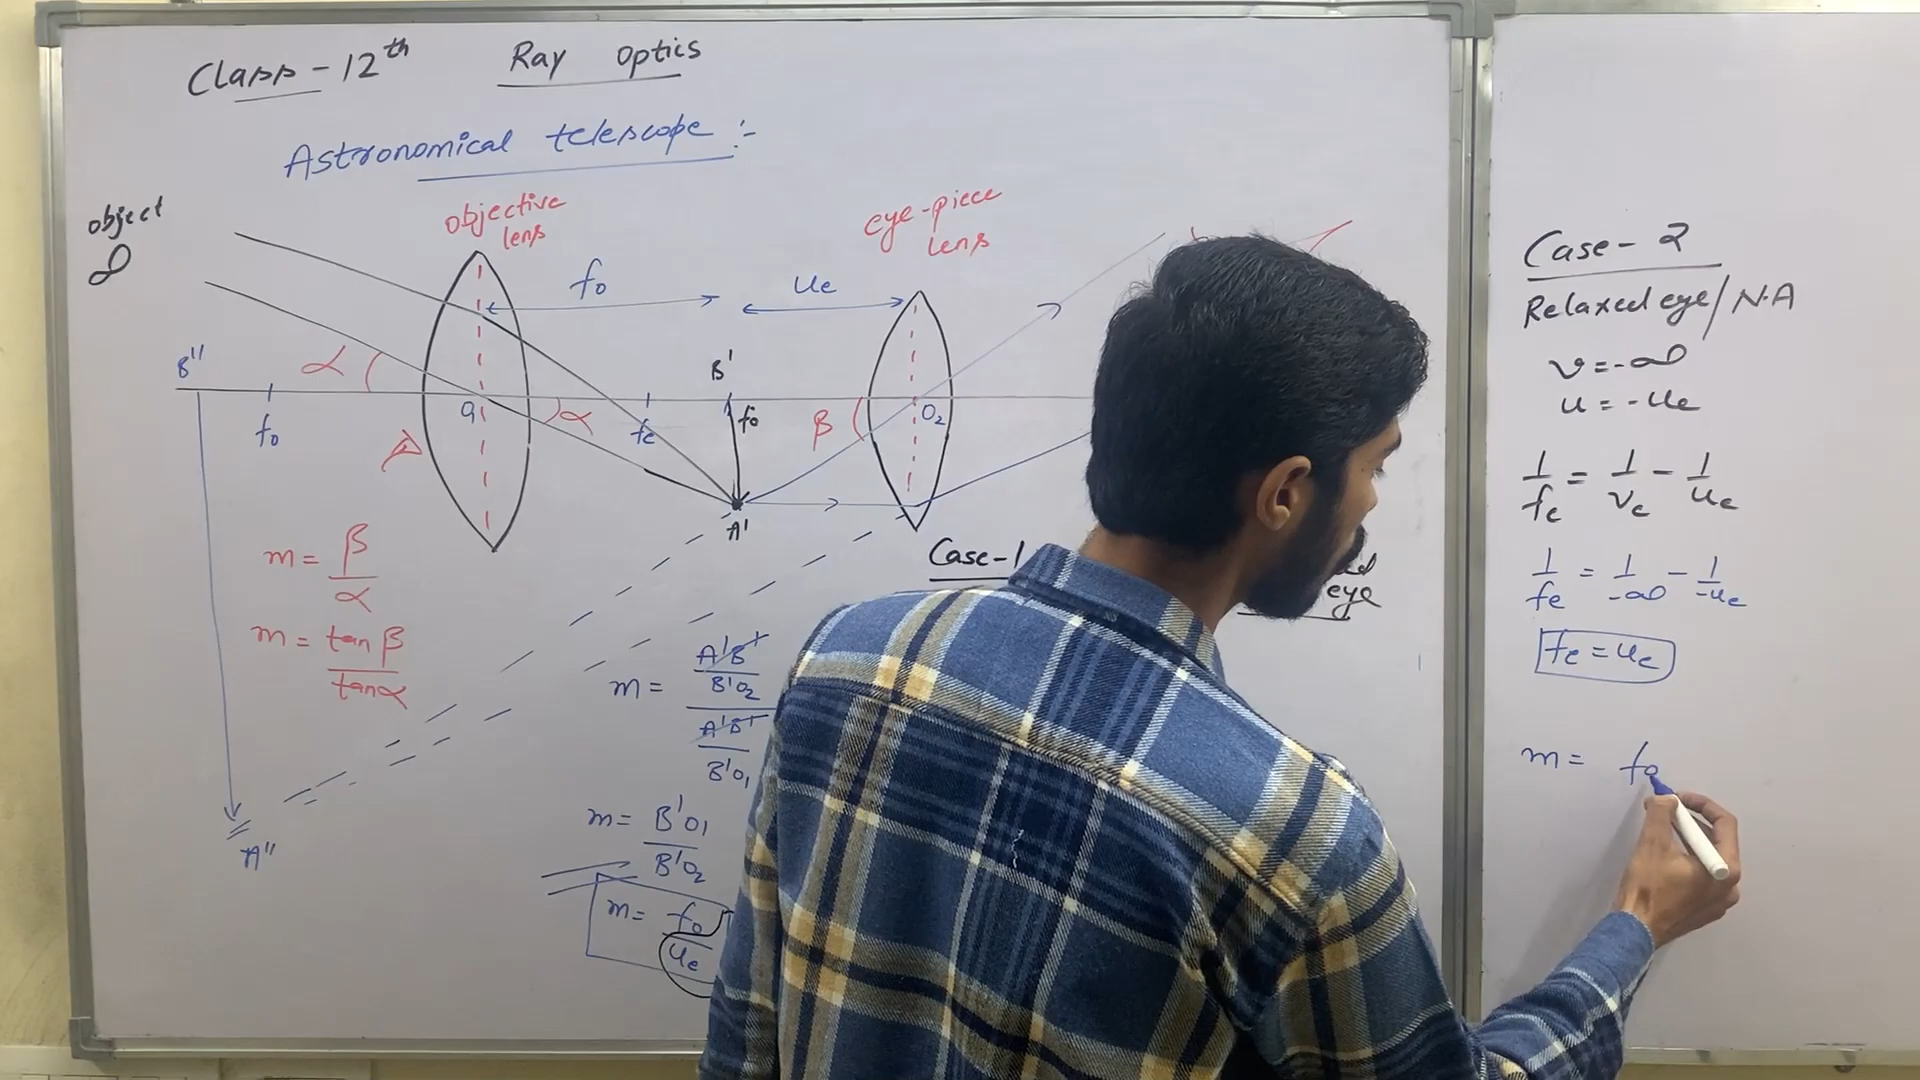 Class-12th
Ray Optics
Astronomical telescope :-
object
∞
objective
lens
eye-piece
lens
fo
ue
B''
α
fo
O1
α
fe
B'
fo
β
O2
A'
A''
m = β/α
m = tan β/tan α
m = A'B'/B'O2 / A'B'/B'O1
m = B'O1/B'O2
m = fo/ue
Case-1
eye
Case-2
Relaxed eye/N.A
v = -∞
u = -ue
1/fe = 1/ve - 1/ue
1/fe = 1/-∞ - 1/-ue
fe = ue
m = fo